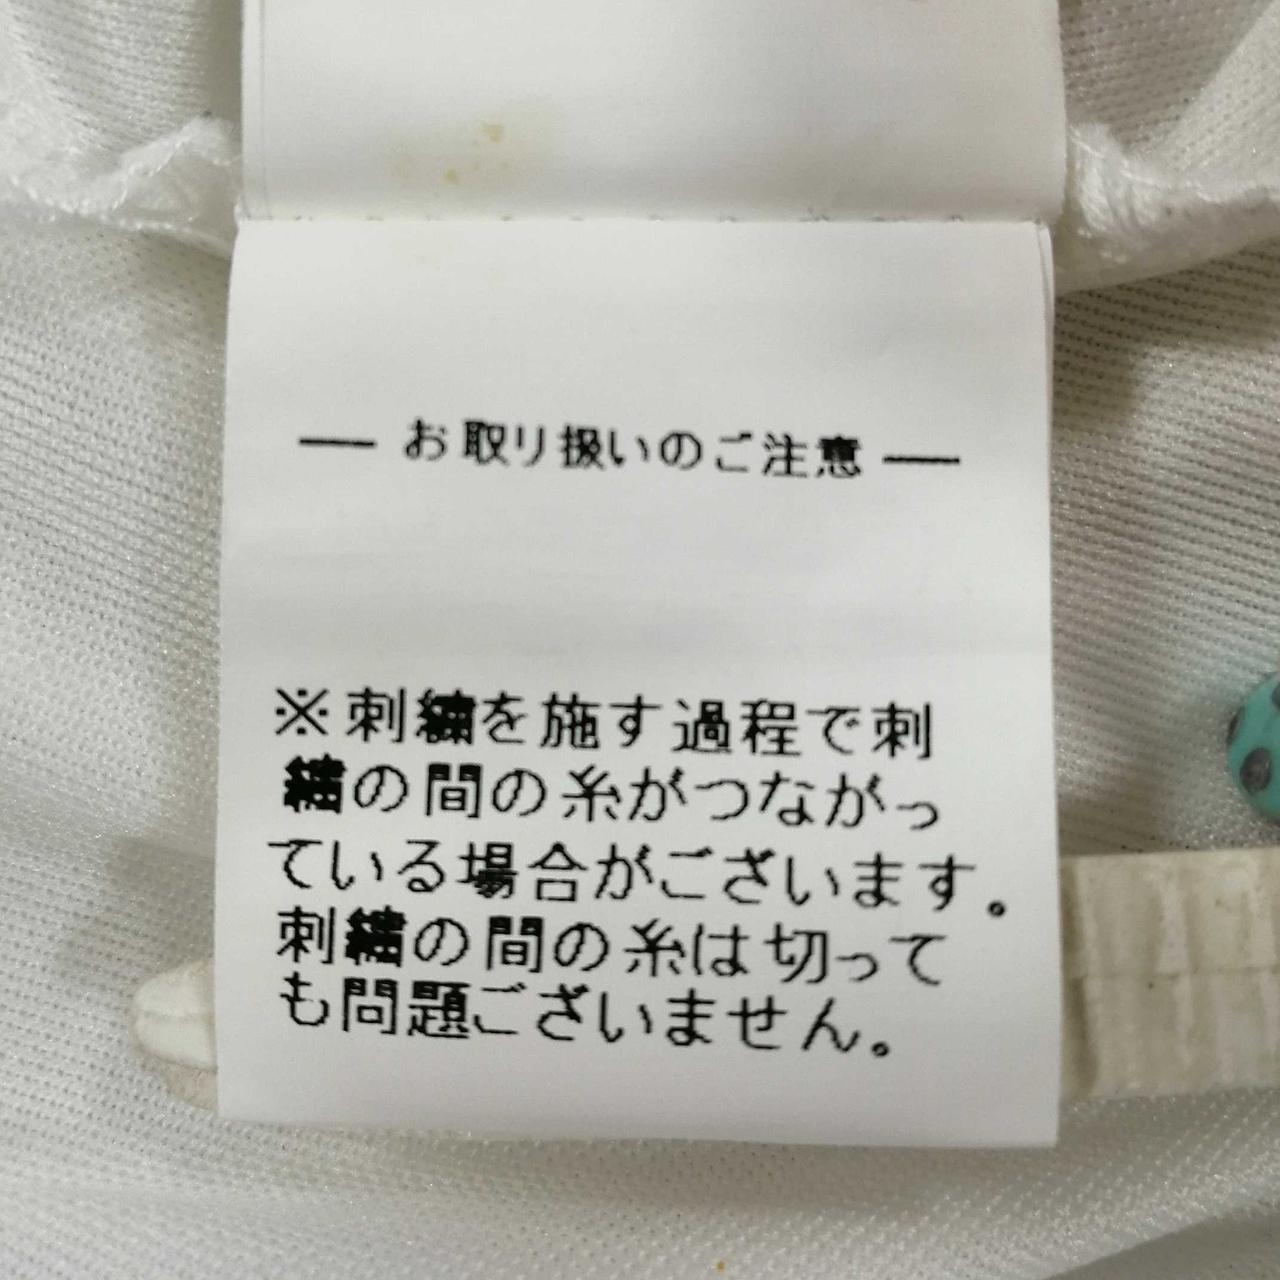 ― お取り扱いのご注意 ―
※刺繍を施す過程で刺
繍の間の糸がつながっ
ている場合がございます。
刺繍の間の糸は切って
も問題ございません。